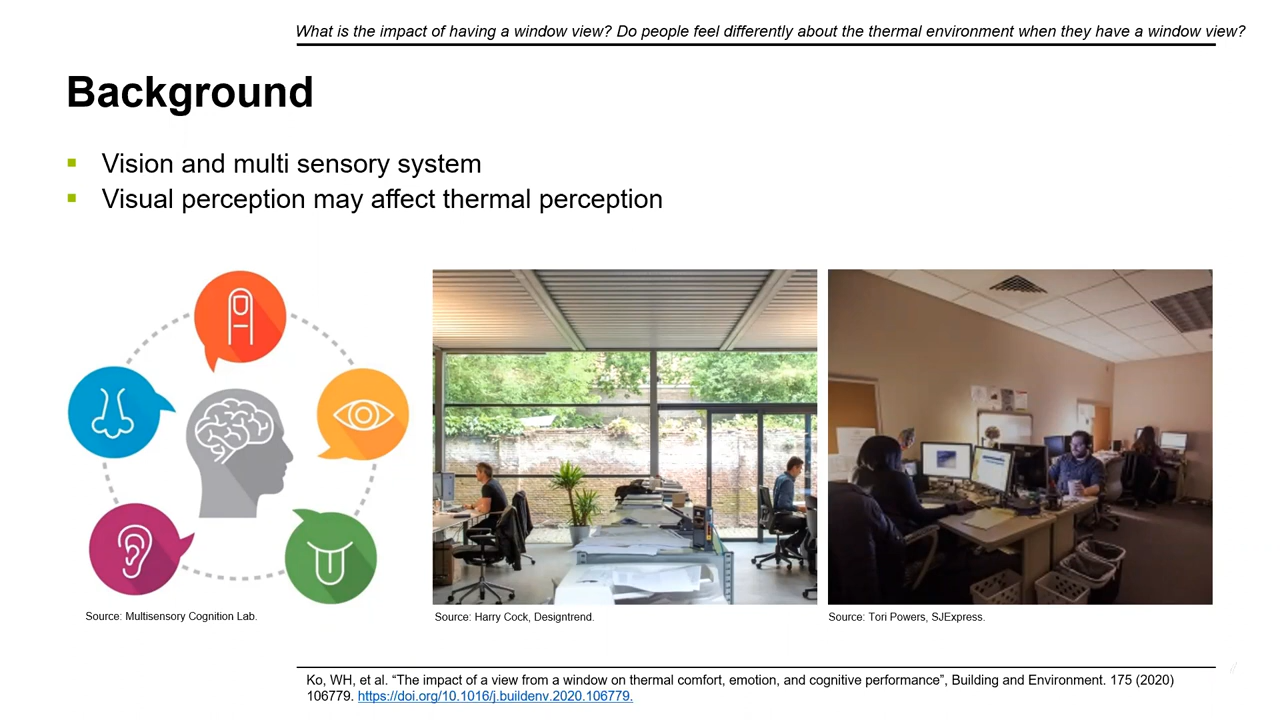 What is the impact of having a window view? Do people feel differently about the thermal environment when they have a window view?
Background
Vision and multi sensory system
Visual perception may affect thermal perception
Source: Multisensory Cognition Lab.
Source: Harry Cock, Designtrend.
Source: Tori Powers, SJExpress.
Ko, WH, et al. “The impact of a view from a window on thermal comfort, emotion, and cognitive performance”, Building and Environment. 175 (2020)
106779. https://doi.org/10.1016/j.buildenv.2020.106779.